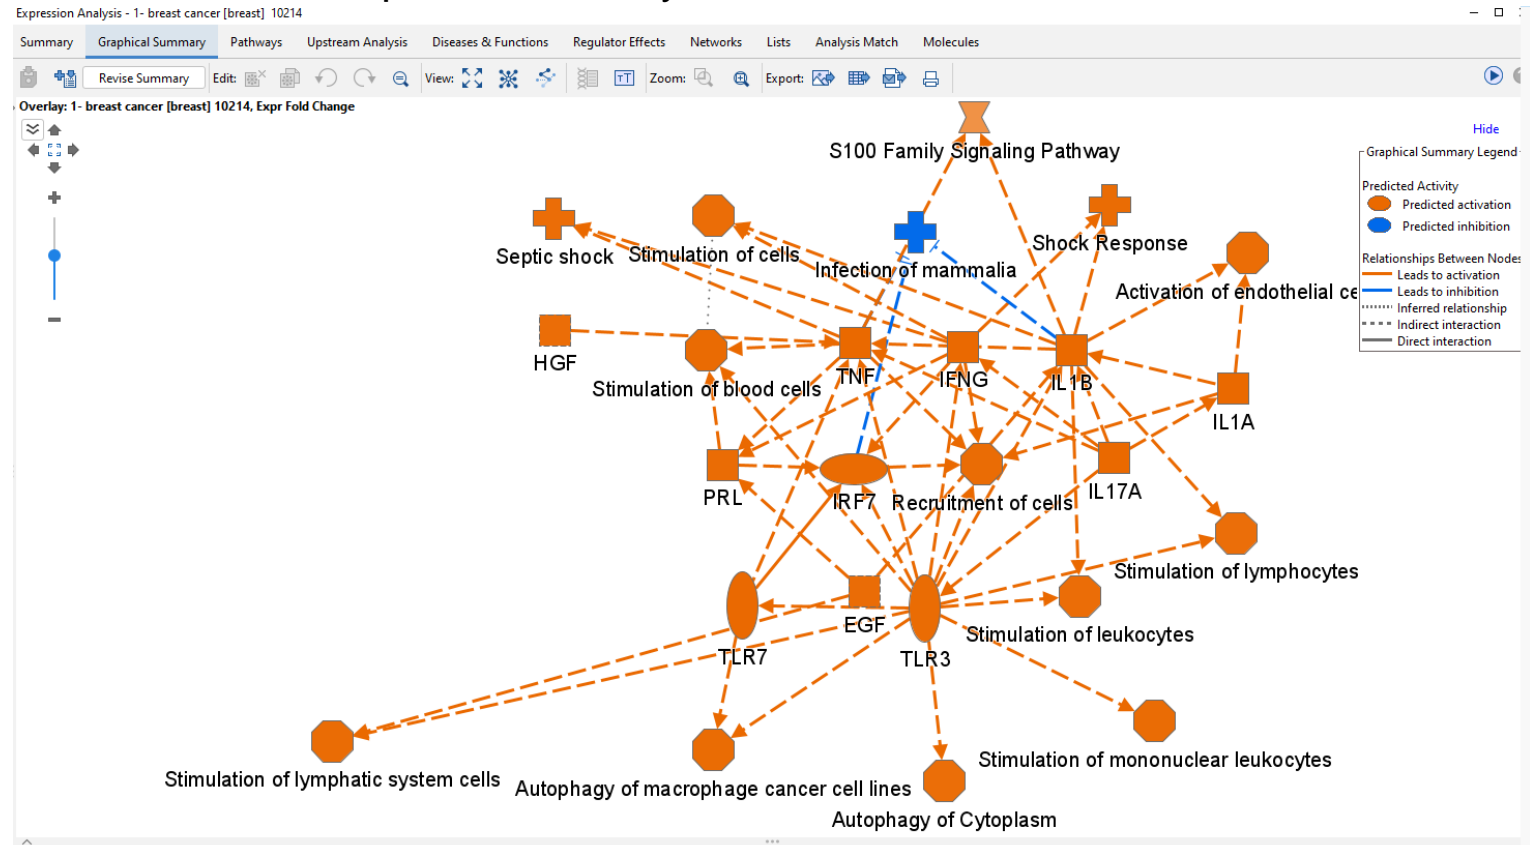 Expression Analysis - 1- breast cancer [breast] 10214
Summary Graphical Summary Pathways Upstream Analysis Diseases & Functions Regulator Effects Networks Lists Analysis Match Molecules
Revise Summary Edit: View: TT Zoom: Export:
Overlay: 1- breast cancer [breast] 10214, Expr Fold Change
Hide
Graphical Summary Legend
Predicted Activity
Predicted activation
Predicted inhibition
Relationships Between Nodes
Leads to activation
Leads to inhibition
Inferred relationship
Indirect interaction
Direct interaction
S100 Family Signaling Pathway
Septic shock
Stimulation of cells
Infection of mammalia
Shock Response
Activation of endothelial ce
HGF
Stimulation of blood cells
TNF
IFNG
IL1B
IL1A
PRL
IRF7
Recruitment of cells
IL17A
Stimulation of lymphocytes
TLR7
EGF
TLR3
Stimulation of leukocytes
Stimulation of lymphatic system cells
Autophagy of macrophage cancer cell lines
Stimulation of mononuclear leukocytes
Autophagy of Cytoplasm